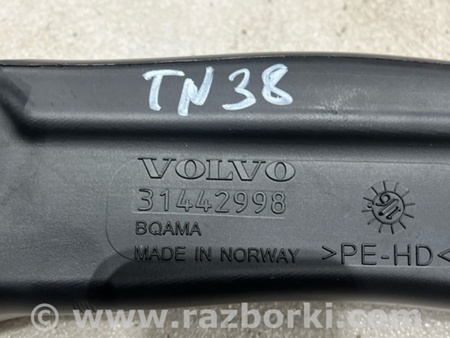 TN38
VOLVO
31442998
BQAMA
MADE IN NORWAY
>PE-HD<
www.razborki.com